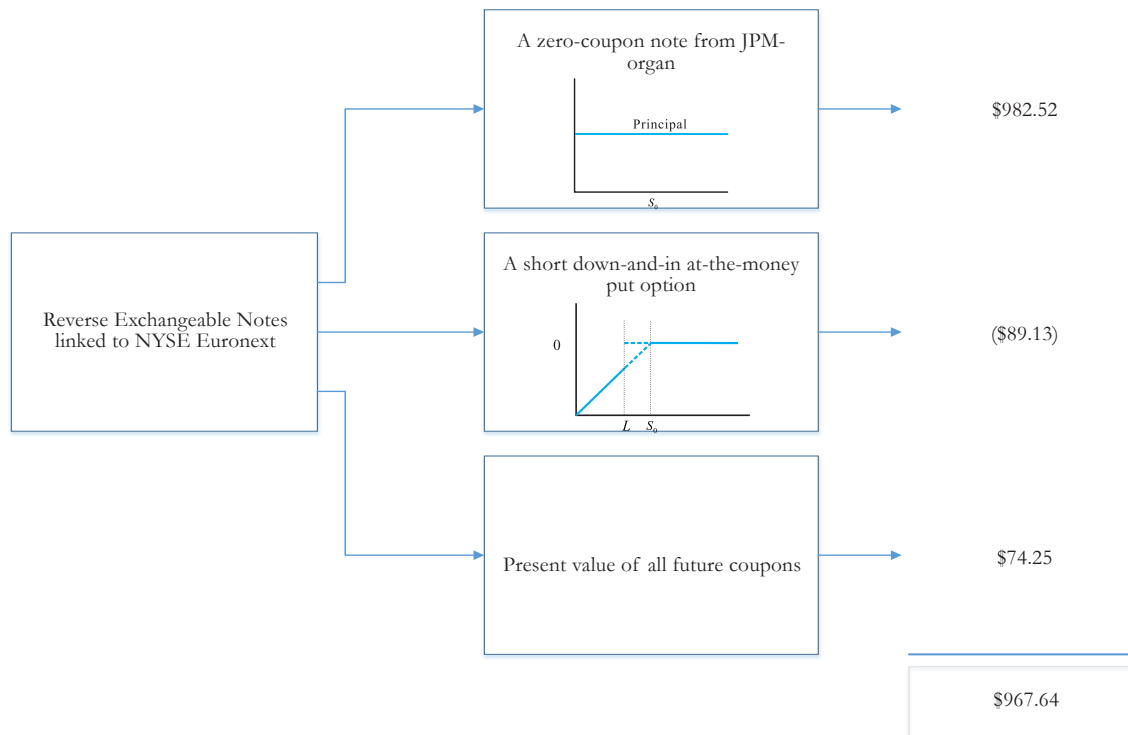 A zero-coupon note from JPM-
organ
Principal
S₀
$982.52
Reverse Exchangeable Notes
linked to NYSE Euronext
A short down-and-in at-the-money
put option
0
L S₀
($89.13)
Present value of all future coupons
$74.25
$967.64